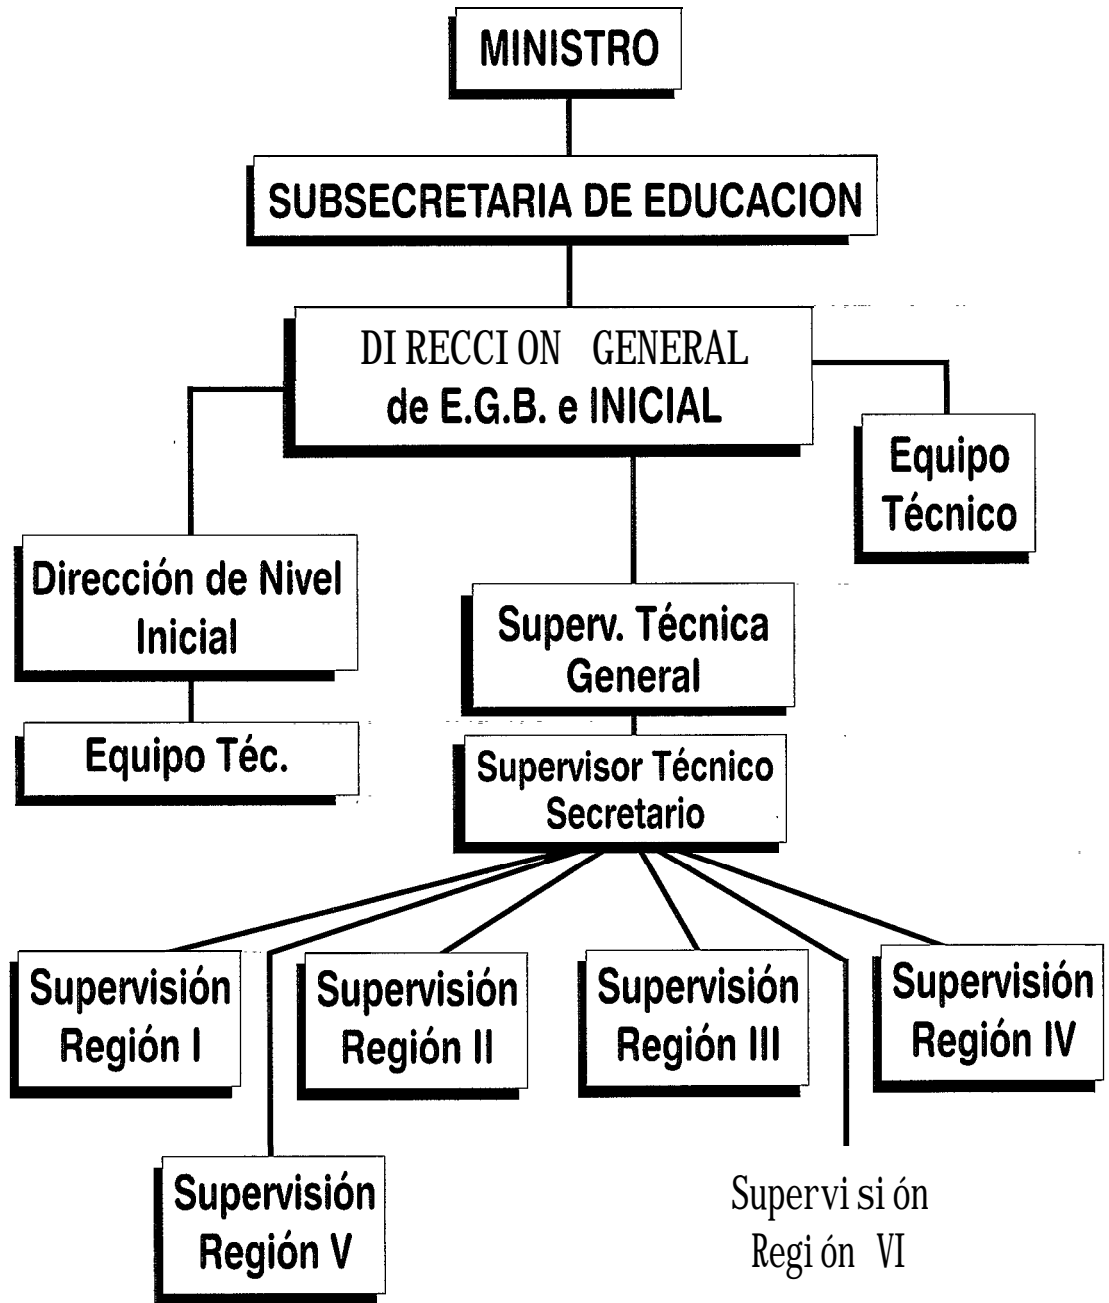 MINISTRO
SUBSECRETARIA DE EDUCACION
DIRECCION GENERAL
de E.G.B. e INICIAL
Equipo
Técnico
Dirección de Nivel
Inicial
Superv. Técnica
General
Equipo Téc.
Supervisor Técnico
Secretario
Supervisión
Región I
Supervisión
Región II
Supervisión
Región III
Supervisión
Región IV
Supervisión
Región V
Supervisión
Región VI